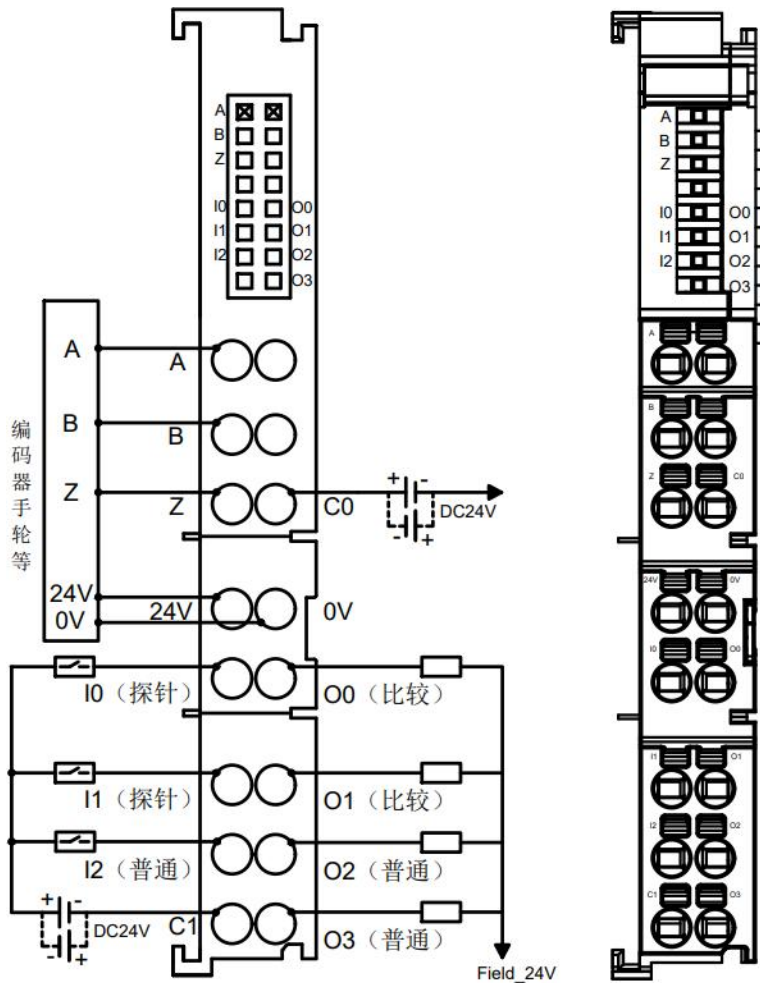 A
B
Z
I0 O0
I1 O1
I2 O2
O3
编码器手轮等
A A
B B
Z Z C0 + - DC24V - +
24V 24V 0V
0V
I0（探针） O0（比较）
I1（探针） O1（比较）
I2（普通） O2（普通）
+ - DC24V - + C1 O3（普通）
Field_24V
A
B
Z
I0 O0
I1 O1
I2 O2
O3
A
B
Z C0
24V 0V
I0 O0
I1 O1
I2 O2
C1 O3